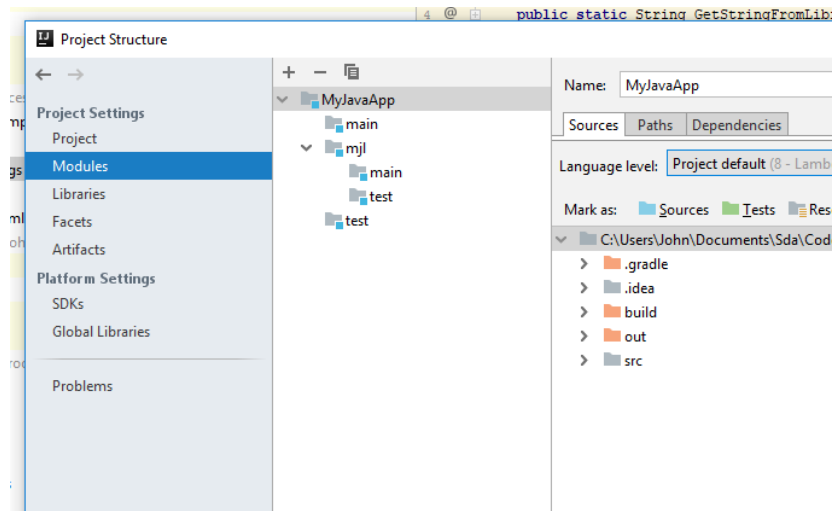 4 @ public static String GetStringFromLib
Project Structure
Project Settings
Project
Modules
Libraries
Facets
Artifacts
Platform Settings
SDKs
Global Libraries
Problems
MyJavaApp
main
mjl
main
test
test
Name: MyJavaApp
Sources Paths Dependencies
Language level: Project default (8 - Lamb
Mark as: Sources Tests Res
C:\Users\John\Documents\Sda\Cod
.gradle
.idea
build
out
src